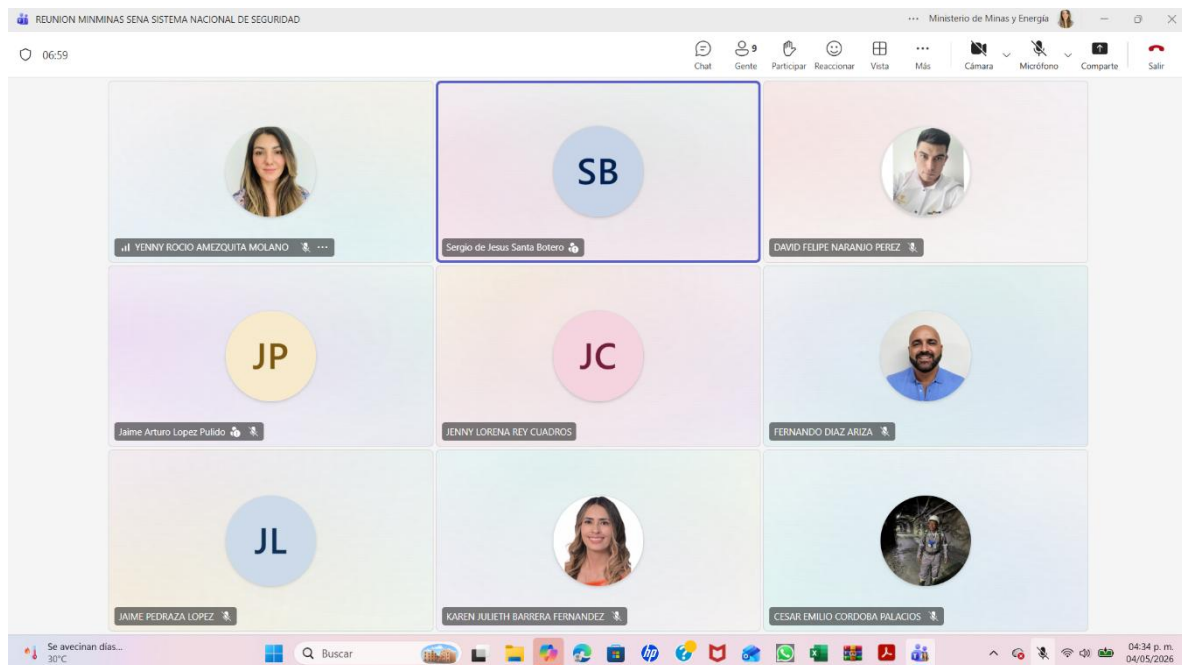 REUNION MINMINAS SENA SISTEMA NACIONAL DE SEGURIDAD
Ministerio de Minas y Energía
06:59
9
Chat
Gente
Participar
Reaccionar
Vista
Más
Cámara
Micrófono
Comparte
Salir
SB
YENNY ROCIO AMEZQUITA MOLANO
Sergio de Jesus Santa Botero
DAVID FELIPE NARANJO PEREZ
JP
JC
Jaime Arturo Lopez Pulido
JENNY LORENA REY CUADROS
FERNANDO DIAZ ARIZA
JL
JAIME PEDRAZA LOPEZ
KAREN JULIETH BARRERA FERNANDEZ
CESAR EMILIO CORDOBA PALACIOS
Se avecinan días...
30°C
Buscar
hp
04:34 p. m.
04/05/2026